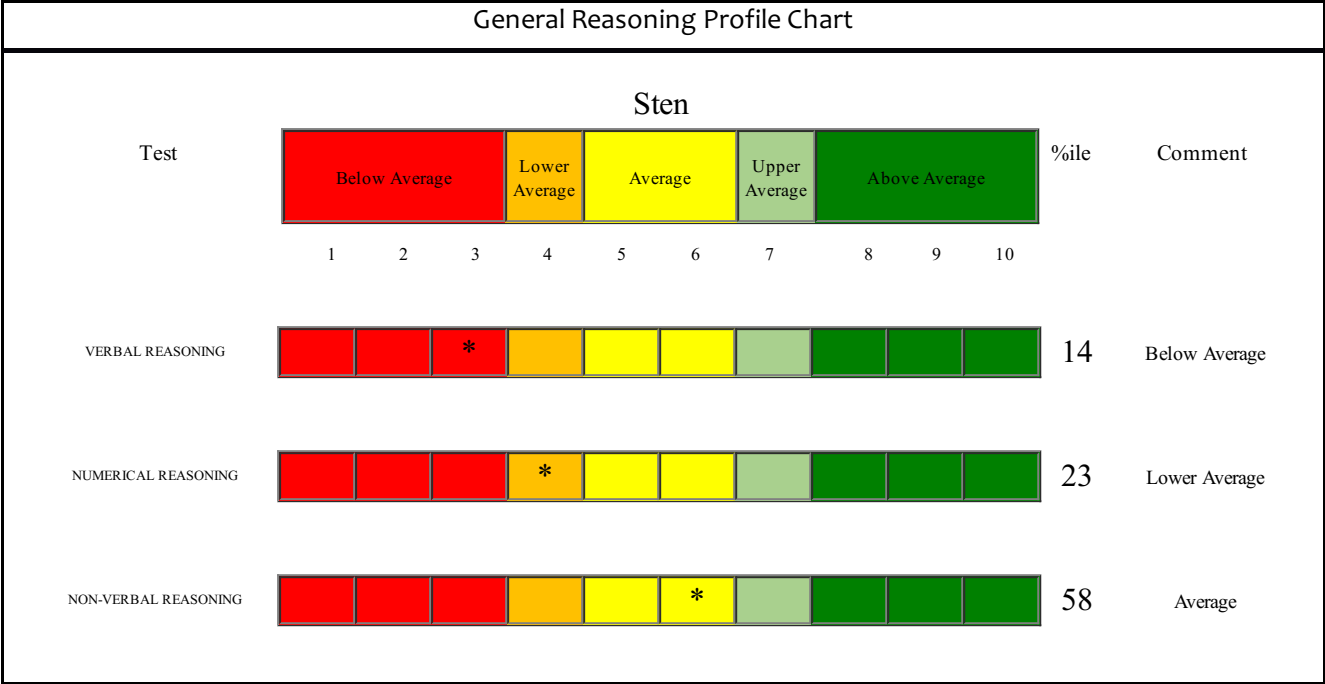 General Reasoning Profile Chart
Sten
Test
Below Average
Lower
Average
Average
Upper
Average
Above Average
%ile
Comment
1 2 3 4 5 6 7 8 9 10
VERBAL REASONING * 14 Below Average
NUMERICAL REASONING * 23 Lower Average
NON-VERBAL REASONING * 58 Average